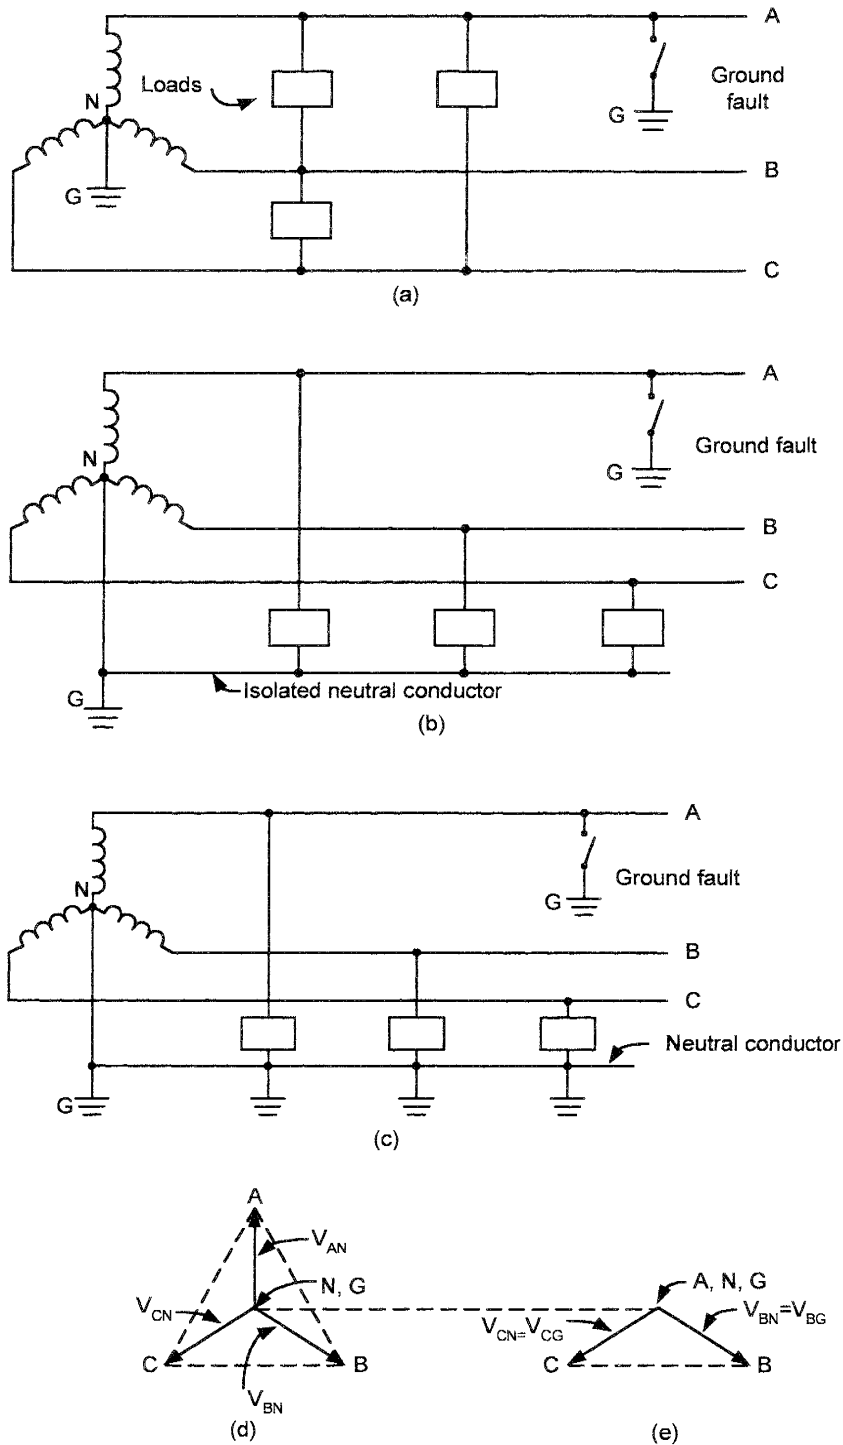 A
Loads
Ground
fault
N
G
B
G
C
(a)
A
N
Ground fault
G
B
C
G
Isolated neutral conductor
(b)
A
N
Ground fault
G
B
C
Neutral conductor
G
(c)
A
V_AN
N, G
V_CN
C
B
V_BN
(d)
A, N, G
V_BN=V_BG
V_CN=V_CG
C
B
(e)